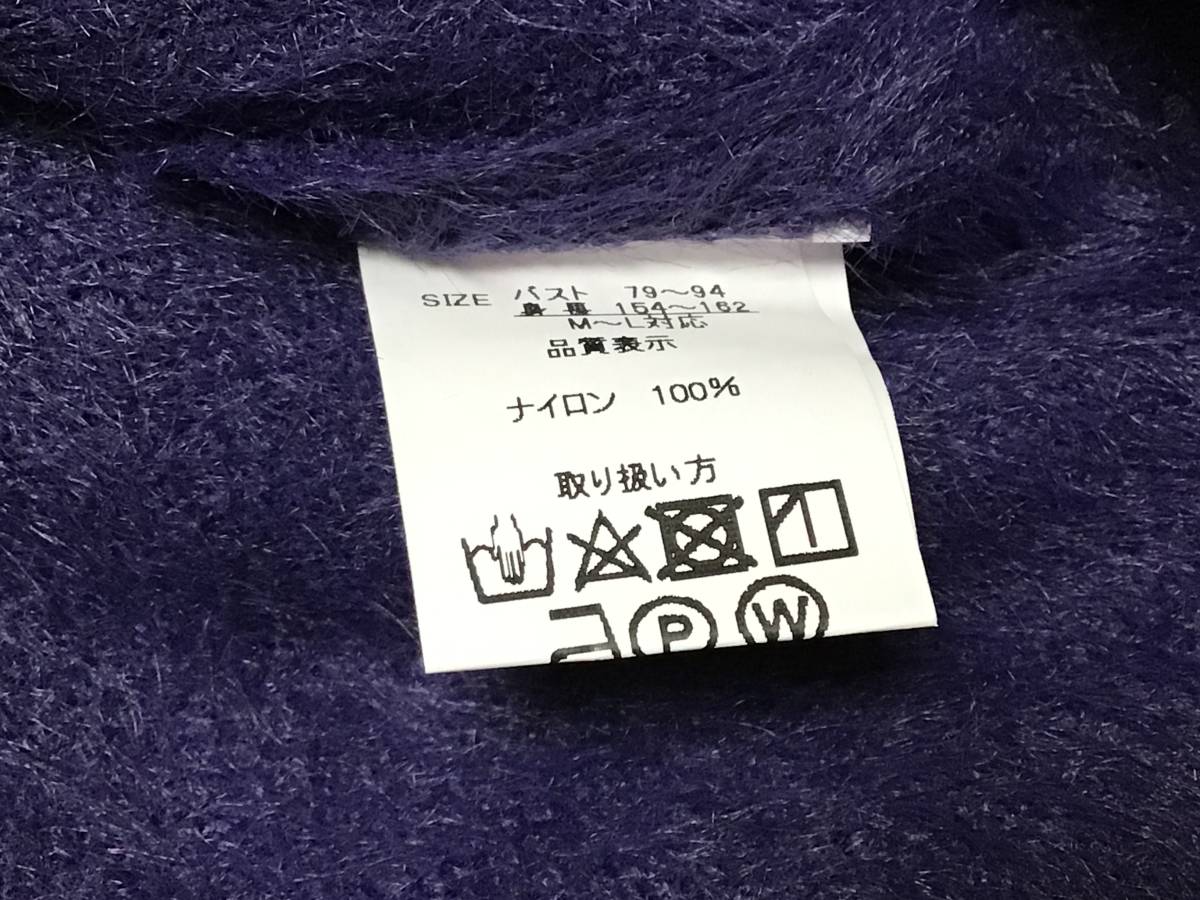 SIZE バスト 79～94
身長 154～162
M～L対応
品質表示
ナイロン 100%
取り扱い方
P W